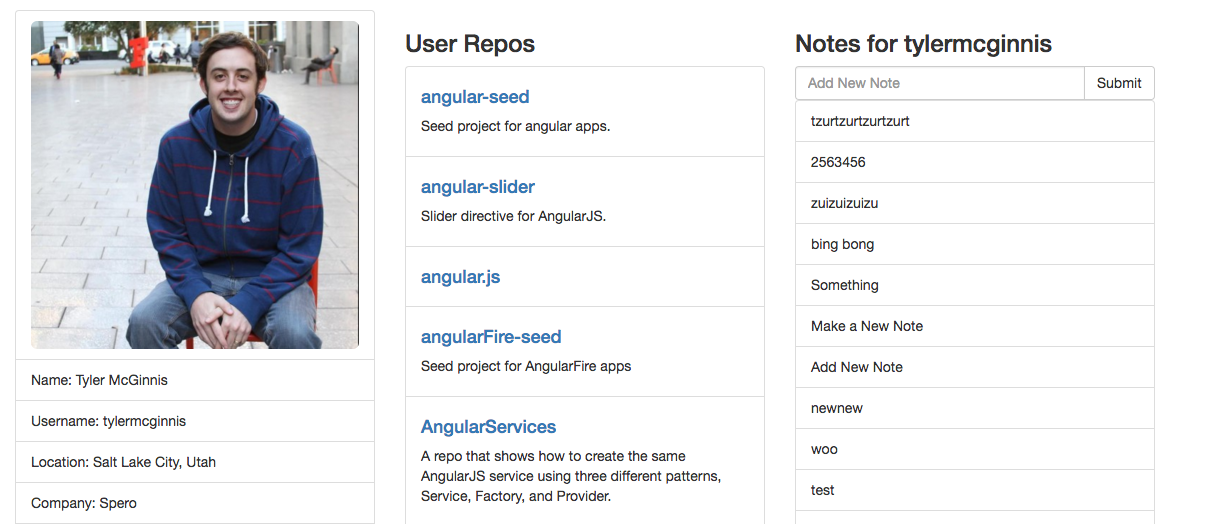 Name: Tyler McGinnis
Username: tylermcginnis
Location: Salt Lake City, Utah
Company: Spero
User Repos
angular-seed
Seed project for angular apps.
angular-slider
Slider directive for AngularJS.
angular.js
angularFire-seed
Seed project for AngularFire apps
AngularServices
A repo that shows how to create the same
AngularJS service using three different patterns,
Service, Factory, and Provider.
Notes for tylermcginnis
Add New Note
Submit
tzurtzurtzurtzurt
2563456
zuizuizuizu
bing bong
Something
Make a New Note
Add New Note
newnew
woo
test